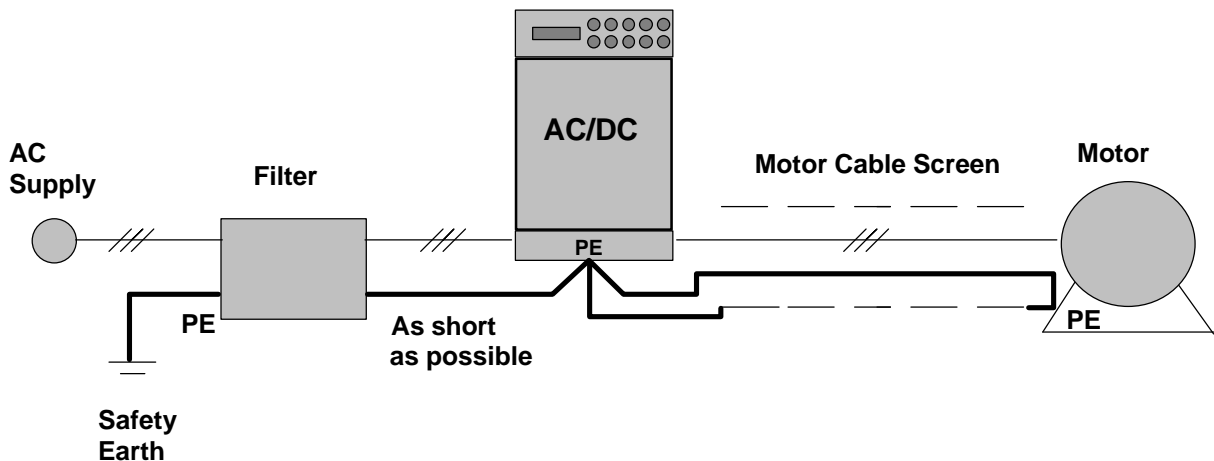 AC/DC
AC
Supply
Filter
Motor Cable Screen
Motor
PE
PE
As short
as possible
PE
Safety
Earth